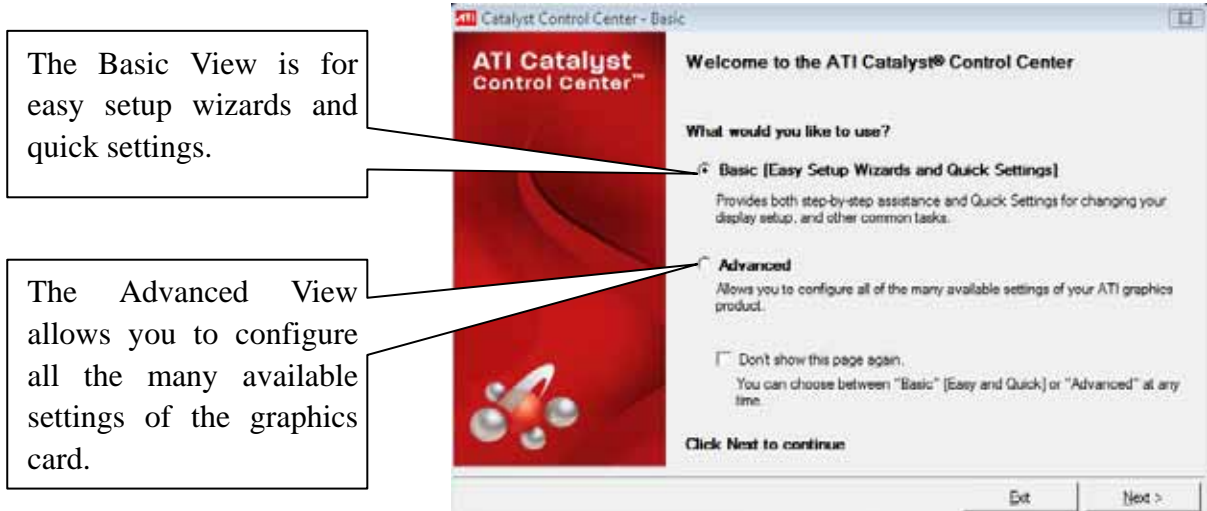 The Basic View is for
easy setup wizards and
quick settings.
The Advanced View
allows you to configure
all the many available
settings of the graphics
card.
ATI Catalyst Control Center - Basic
ATI Catalyst
Control Center™
Welcome to the ATI Catalyst® Control Center
What would you like to use?
Basic [Easy Setup Wizards and Quick Settings]
Provides both step-by-step assistance and Quick Settings for changing your
display setup, and other common tasks.
Advanced
Allows you to configure all of the many available settings of your ATI graphics
product.
Don't show this page again.
You can choose between "Basic" [Easy and Quick] or "Advanced" at any
time.
Click Next to continue
Exit
Next >